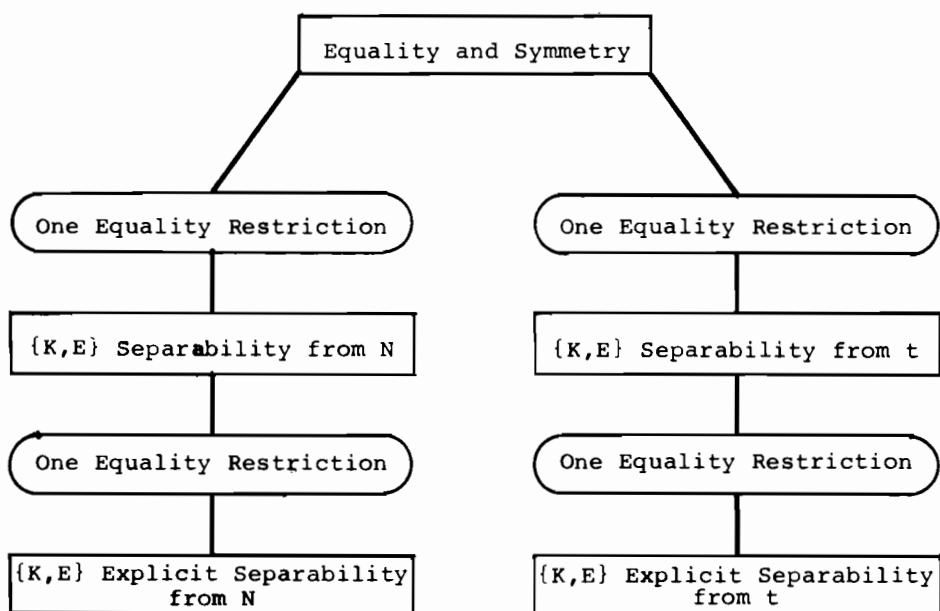 Equality and Symmetry
One Equality Restriction
One Equality Restriction
{K,E} Separability from N
{K,E} Separability from t
One Equality Restriction
One Equality Restriction
{K,E} Explicit Separability
from N
{K,E} Explicit Separability
from t